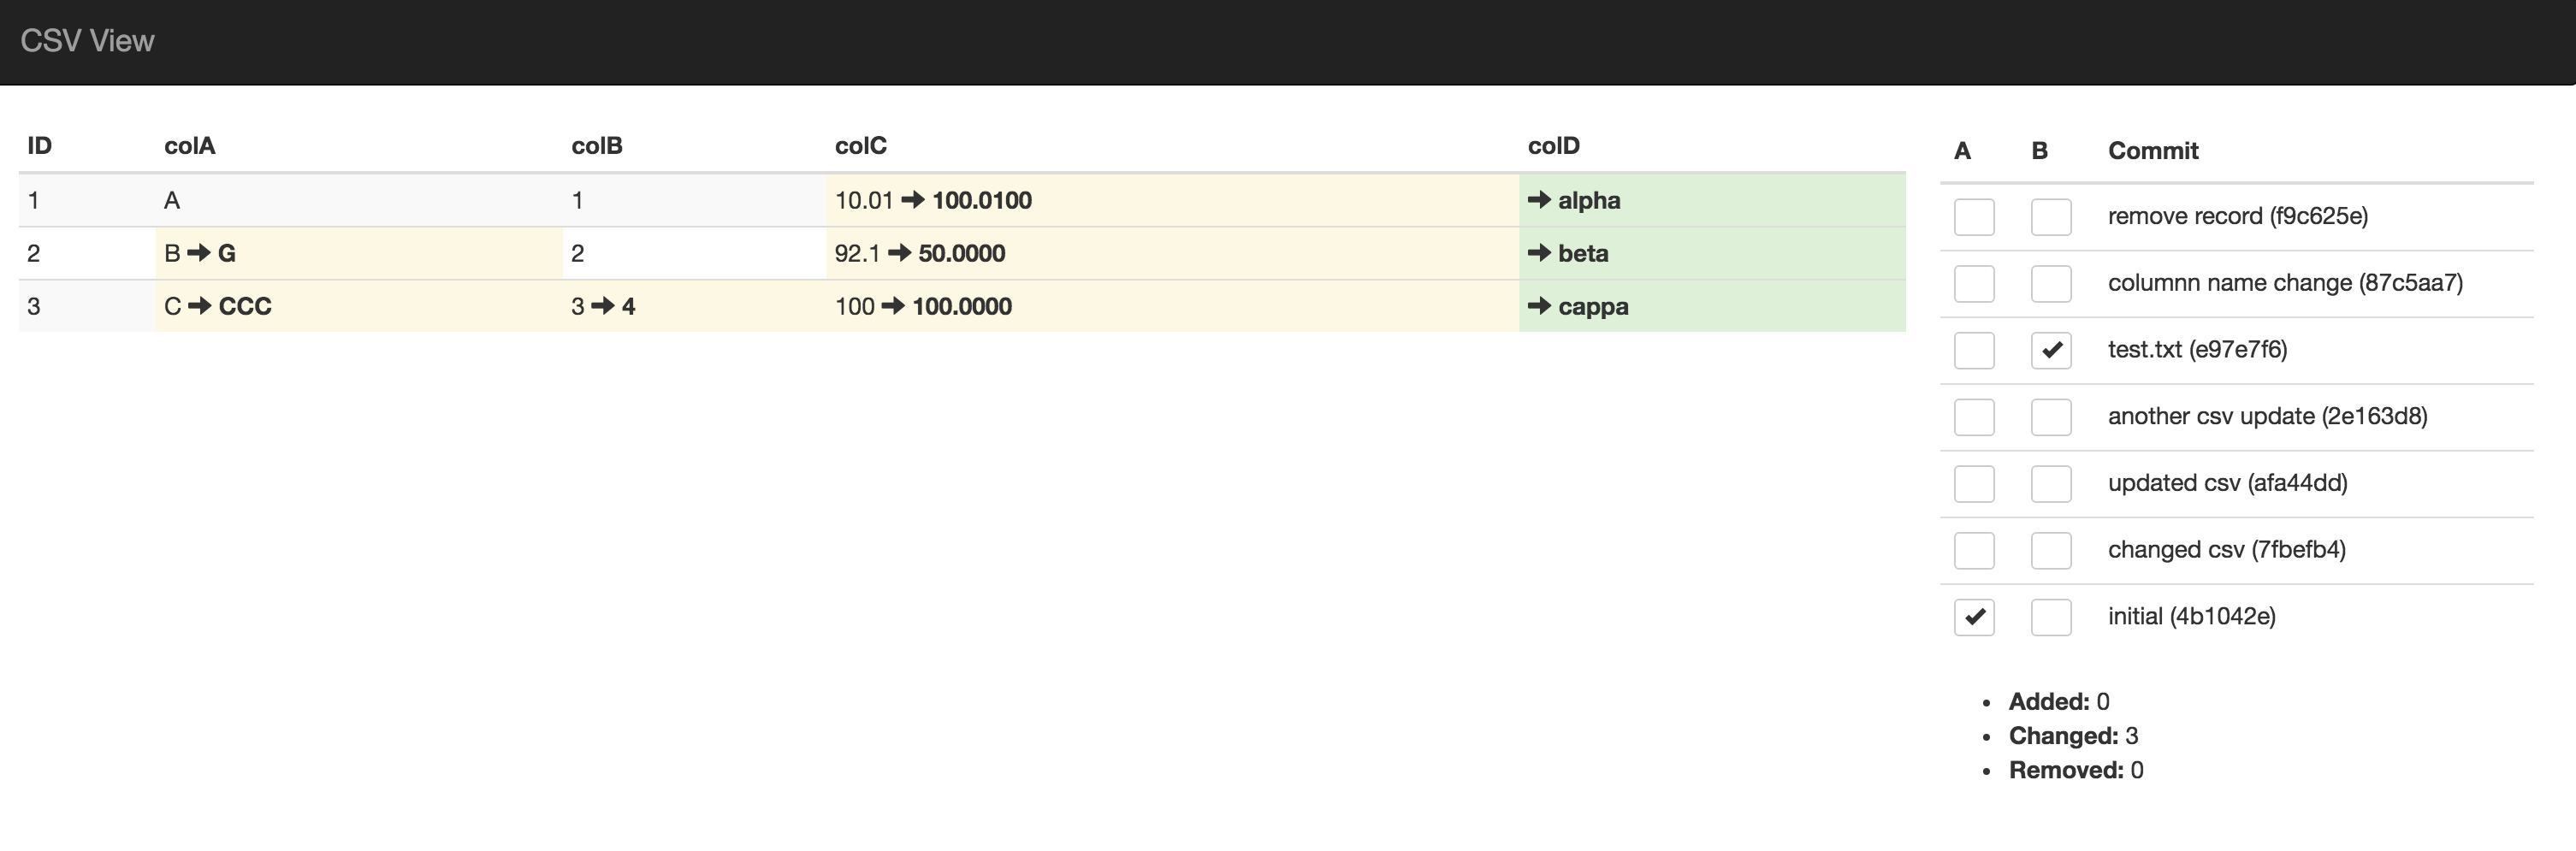 CSV View
ID colA colB colC colD
1 A 1 10.01 → 100.0100 → alpha
2 B → G 2 92.1 → 50.0000 → beta
3 C → CCC 3 → 4 100 → 100.0000 → cappa
A B Commit
remove record (f9c625e)
columnn name change (87c5aa7)
✓ test.txt (e97e7f6)
another csv update (2e163d8)
updated csv (afa44dd)
changed csv (7fbefb4)
✓ initial (4b1042e)
• Added: 0
• Changed: 3
• Removed: 0